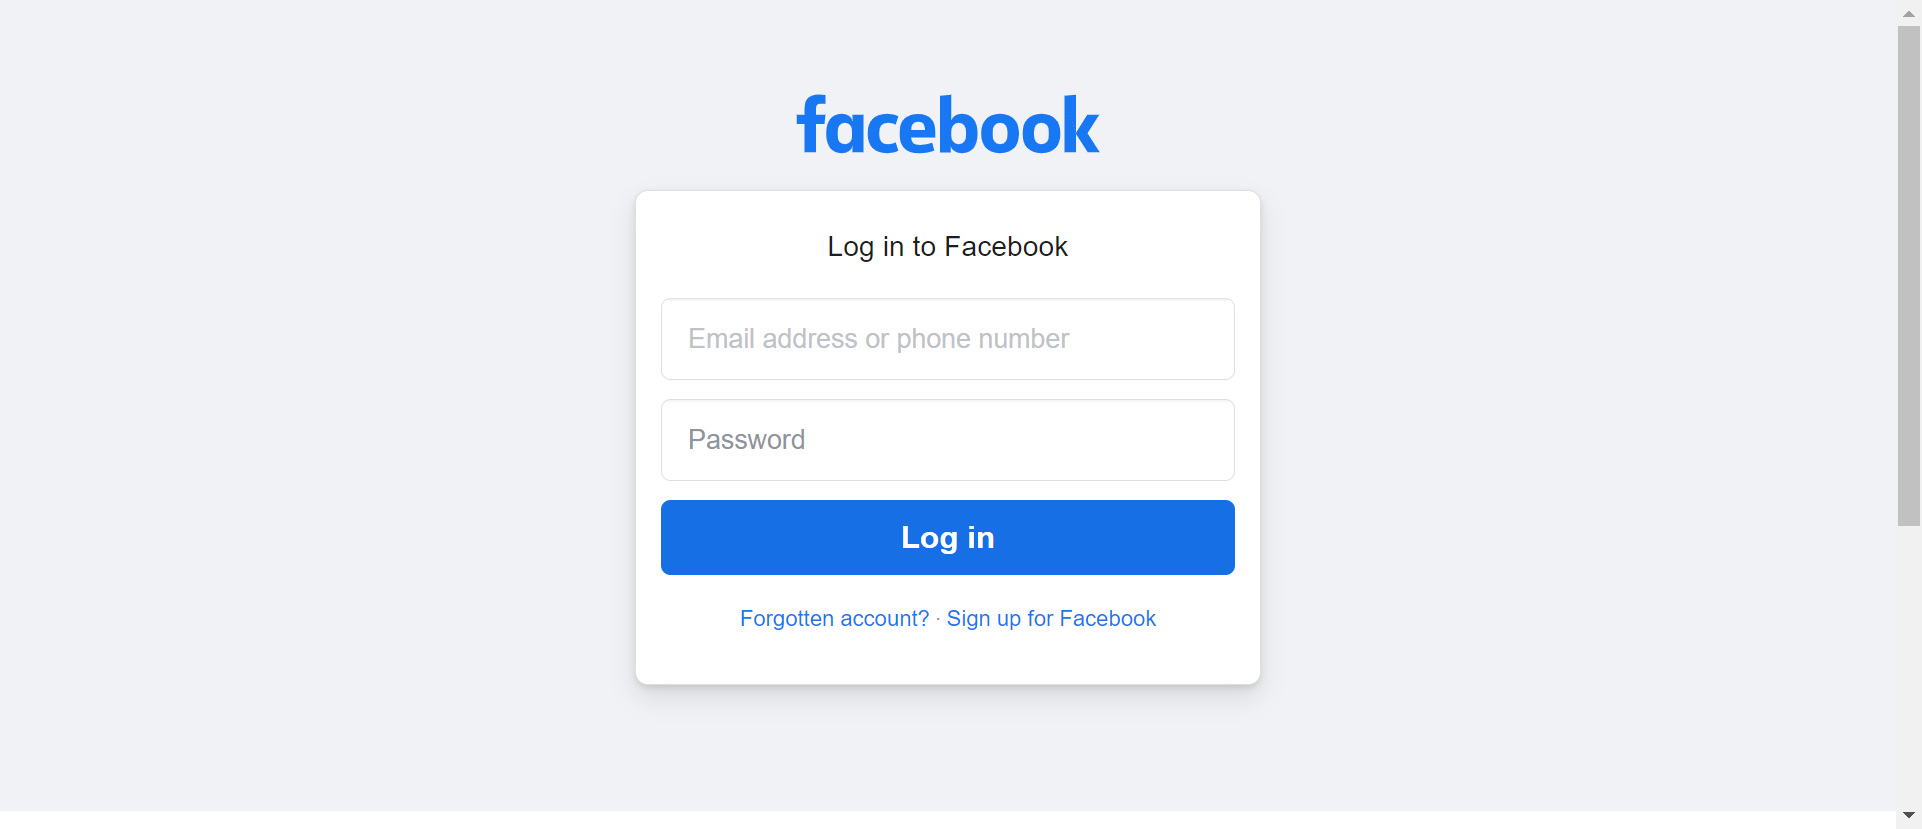 facebook
Log in to Facebook
Email address or phone number
Password
Log in
Forgotten account? · Sign up for Facebook